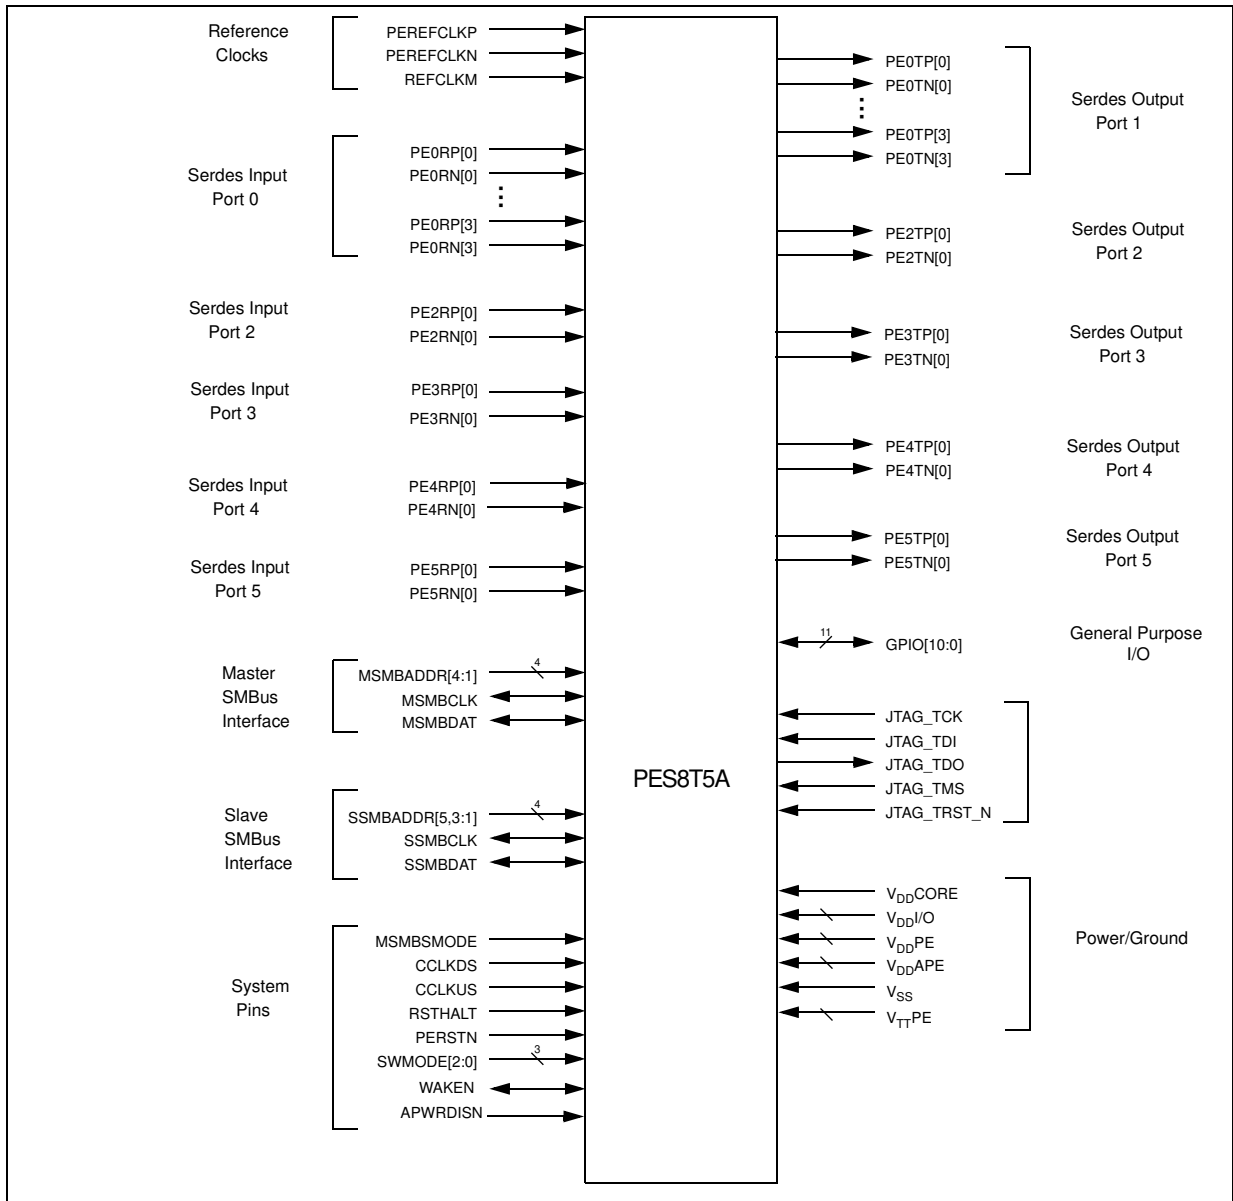 Reference
Clocks
PEREFCLKP
PEREFCLKN
REFCLKM
Serdes Input
Port 0
PE0RP[0]
PE0RN[0]
PE0RP[3]
PE0RN[3]
Serdes Input
Port 2
PE2RP[0]
PE2RN[0]
Serdes Input
Port 3
PE3RP[0]
PE3RN[0]
Serdes Input
Port 4
PE4RP[0]
PE4RN[0]
Serdes Input
Port 5
PE5RP[0]
PE5RN[0]
Master
SMBus
Interface
MSMBADDR[4:1]
4
MSMBCLK
MSMBDAT
Slave
SMBus
Interface
SSMBADDR[5,3:1]
4
SSMBCLK
SSMBDAT
System
Pins
MSMBSMODE
CCLKDS
CCLKUS
RSTHALT
PERSTN
SWMODE[2:0]
3
WAKEN
APWRDISN
PES8T5A
PE0TP[0]
PE0TN[0]
PE0TP[3]
PE0TN[3]
Serdes Output
Port 1
PE2TP[0]
PE2TN[0]
Serdes Output
Port 2
PE3TP[0]
PE3TN[0]
Serdes Output
Port 3
PE4TP[0]
PE4TN[0]
Serdes Output
Port 4
PE5TP[0]
PE5TN[0]
Serdes Output
Port 5
11
GPIO[10:0]
General Purpose
I/O
JTAG_TCK
JTAG_TDI
JTAG_TDO
JTAG_TMS
JTAG_TRST_N
VDDCORE
VDDI/O
VDDPE
VDDAPE
VSS
VTTPE
Power/Ground